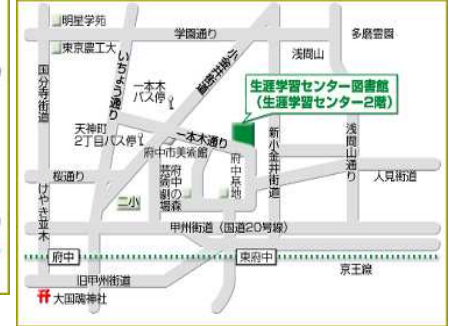 明星学苑
東京農工大
学園通り
多磨霊園
浅間山
小金井街道
いちょう通り
国分寺街道
一本木
バス停
生涯学習センター図書館
(生涯学習センター2階)
天神町
2丁目バス停
一本木通り
府中市美術館
新小金井街道
浅間山通り
桜通り
府中の森
芸術劇場
府中墓地
人見街道
けやき並木
二小
甲州街道(国道20号線)
府中
東府中
京王線
旧甲州街道
大国魂神社